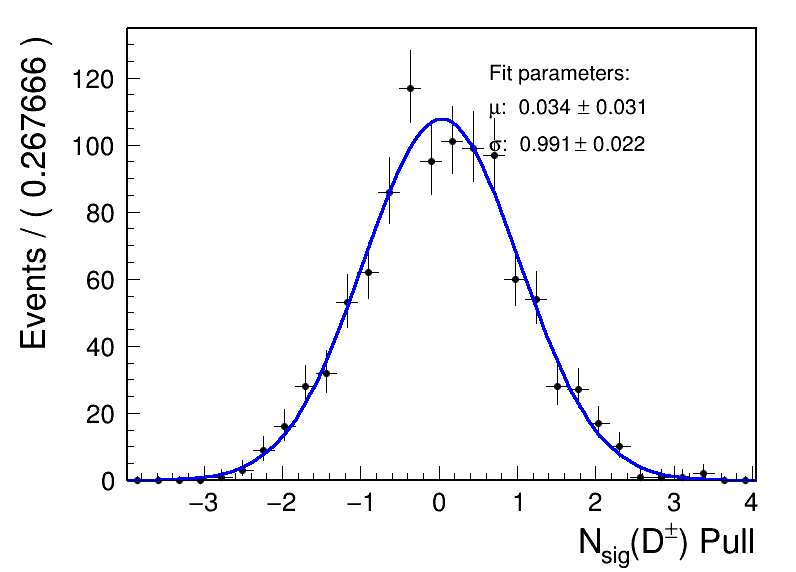 Events / ( 0.267666 )
120
100
80
60
40
20
0
Fit parameters:
μ: 0.034 ± 0.031
σ: 0.991 ± 0.022
−3 −2 −1 0 1 2 3 4
N_sig(D^±) Pull